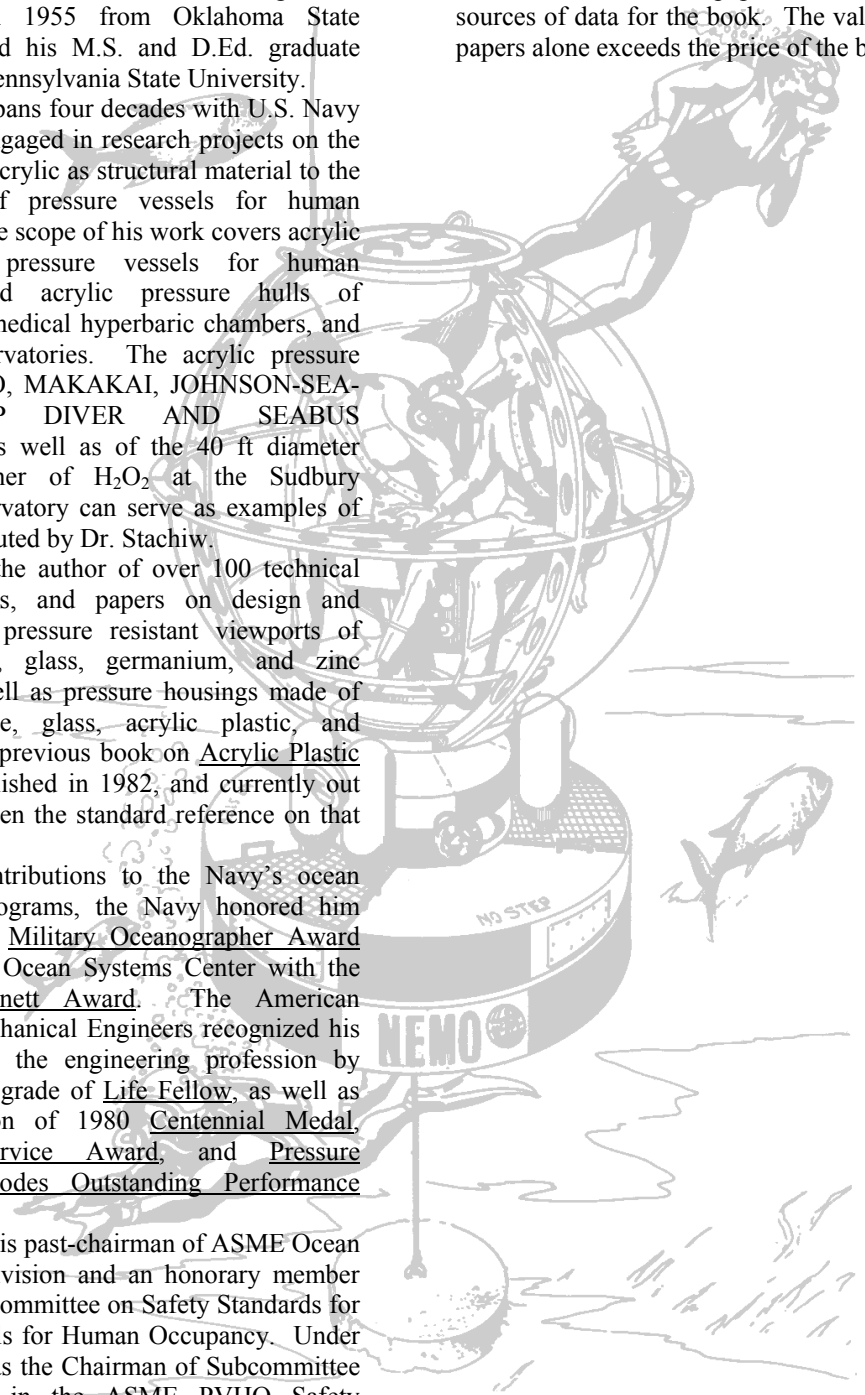 1955 from Oklahoma State
his M.S. and D.Ed. graduate
ennsylvania State University.
pans four decades with U.S. Navy
gaged in research projects on the
crylic as structural material to the
f pressure vessels for human
e scope of his work covers acrylic
pressure vessels for human
d acrylic pressure hulls of
medical hyperbaric chambers, and
rvatories. The acrylic pressure
O, MAKAKAI, JOHNSON-SEA-
P DIVER AND SEABUS
s well as of the 40 ft diameter
ner of H₂O₂ at the Sudbury
rvatory can serve as examples of
uted by Dr. Stachiw.
the author of over 100 technical
s, and papers on design and
pressure resistant viewports of
, glass, germanium, and zinc
ell as pressure housings made of
e, glass, acrylic plastic, and
previous book on Acrylic Plastic
lished in 1982, and currently out
en the standard reference on that
ntributions to the Navy's ocean
ograms, the Navy honored him
Military Oceanographer Award
Ocean Systems Center with the
nett Award. The American
chanical Engineers recognized his
the engineering profession by
grade of Life Fellow, as well as
on of 1980 Centennial Medal,
rvice Award, and Pressure
odes Outstanding Performance
is past-chairman of ASME Ocean
vision and an honorary member
ommittee on Safety Standards for
ls for Human Occupancy. Under
as the Chairman of Subcommittee
in the ASME PVHO Safety
sources of data for the book. The val
papers alone exceeds the price of the b
NO STEP
NEMO